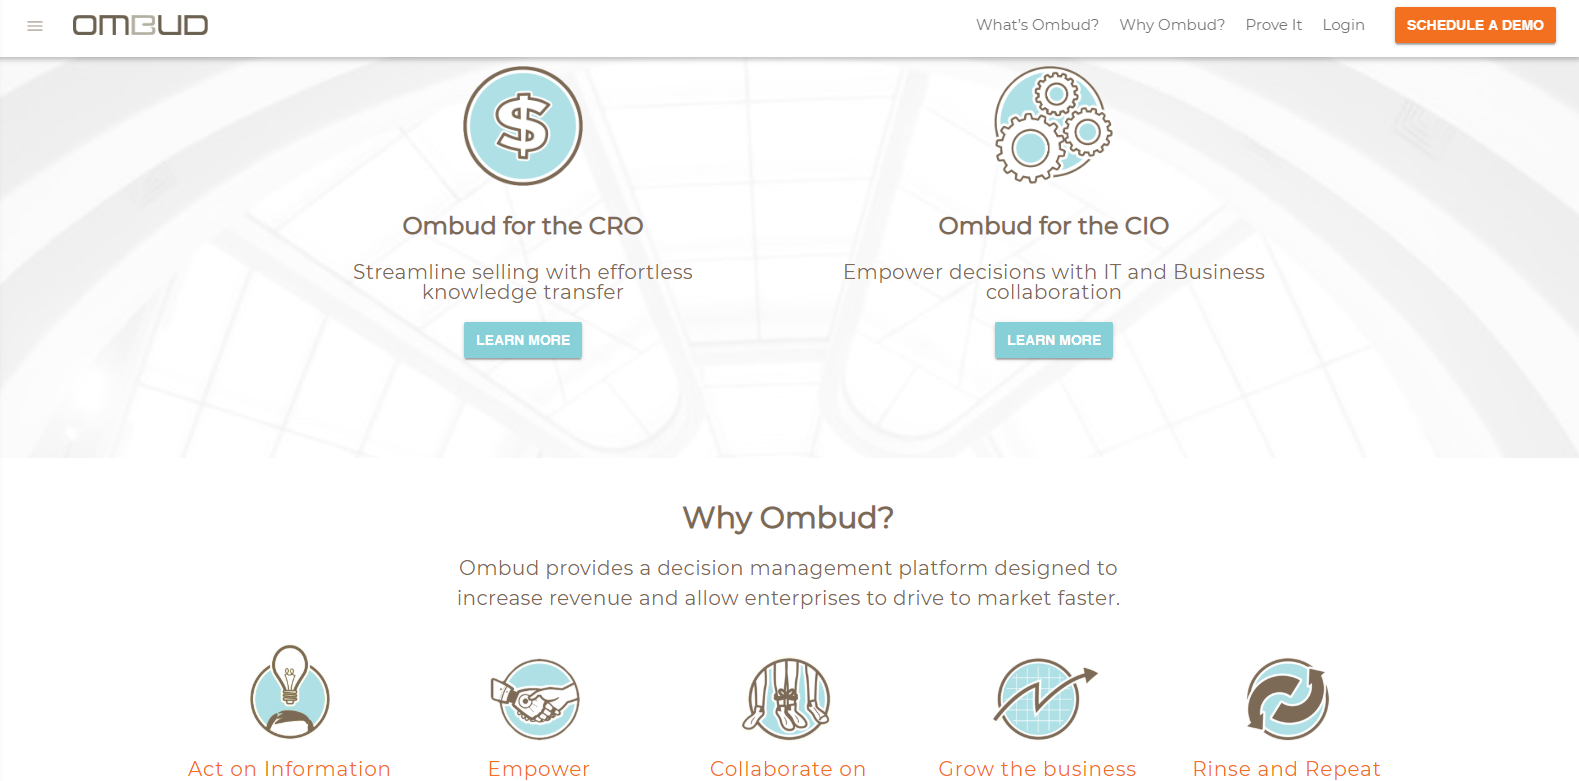 OMBUD
What's Ombud? Why Ombud? Prove It Login SCHEDULE A DEMO
Ombud for the CRO
Streamline selling with effortless
knowledge transfer
LEARN MORE
Ombud for the CIO
Empower decisions with IT and Business
collaboration
LEARN MORE
Why Ombud?
Ombud provides a decision management platform designed to
increase revenue and allow enterprises to drive to market faster.
Act on Information
Empower
Collaborate on
Grow the business
Rinse and Repeat